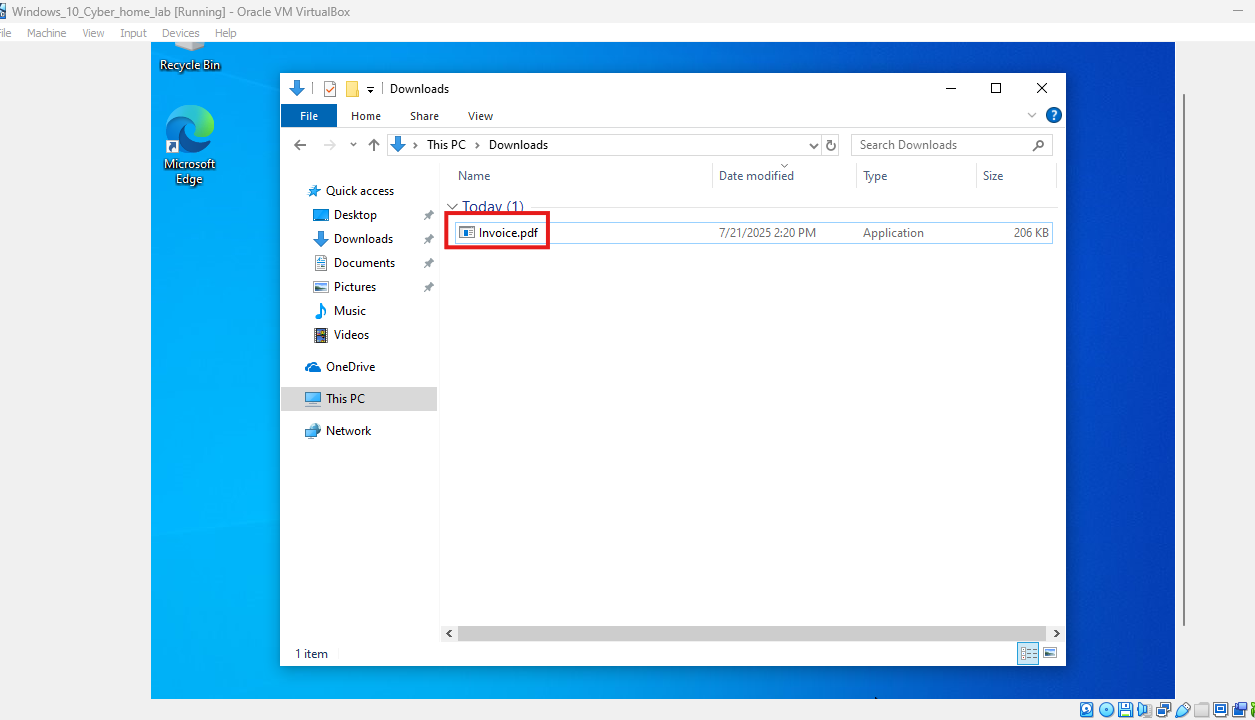 Windows_10_Cyber_home_lab [Running] - Oracle VM VirtualBox
ile Machine View Input Devices Help
Recycle Bin
Microsoft
Edge
Downloads
File Home Share View
This PC Downloads
Search Downloads
Name Date modified Type Size
Quick access
Desktop
Downloads
Documents
Pictures
Music
Videos
OneDrive
This PC
Network
Today (1)
Invoice.pdf 7/21/2025 2:20 PM Application 206 KB
1 item